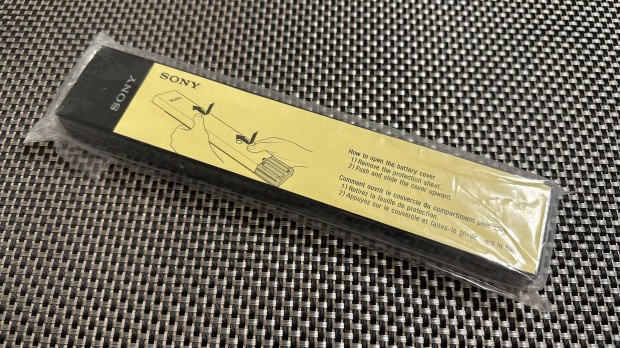 SONY
SONY
How to open the battery cover
1) Remove the protection sheet.
2) Push and slide the cover upward.
Comment ouvrir le couvercle du compartiment pour
1) Retirez la feuille de protection.
2) Appuyez sur le couvercle et faites-le